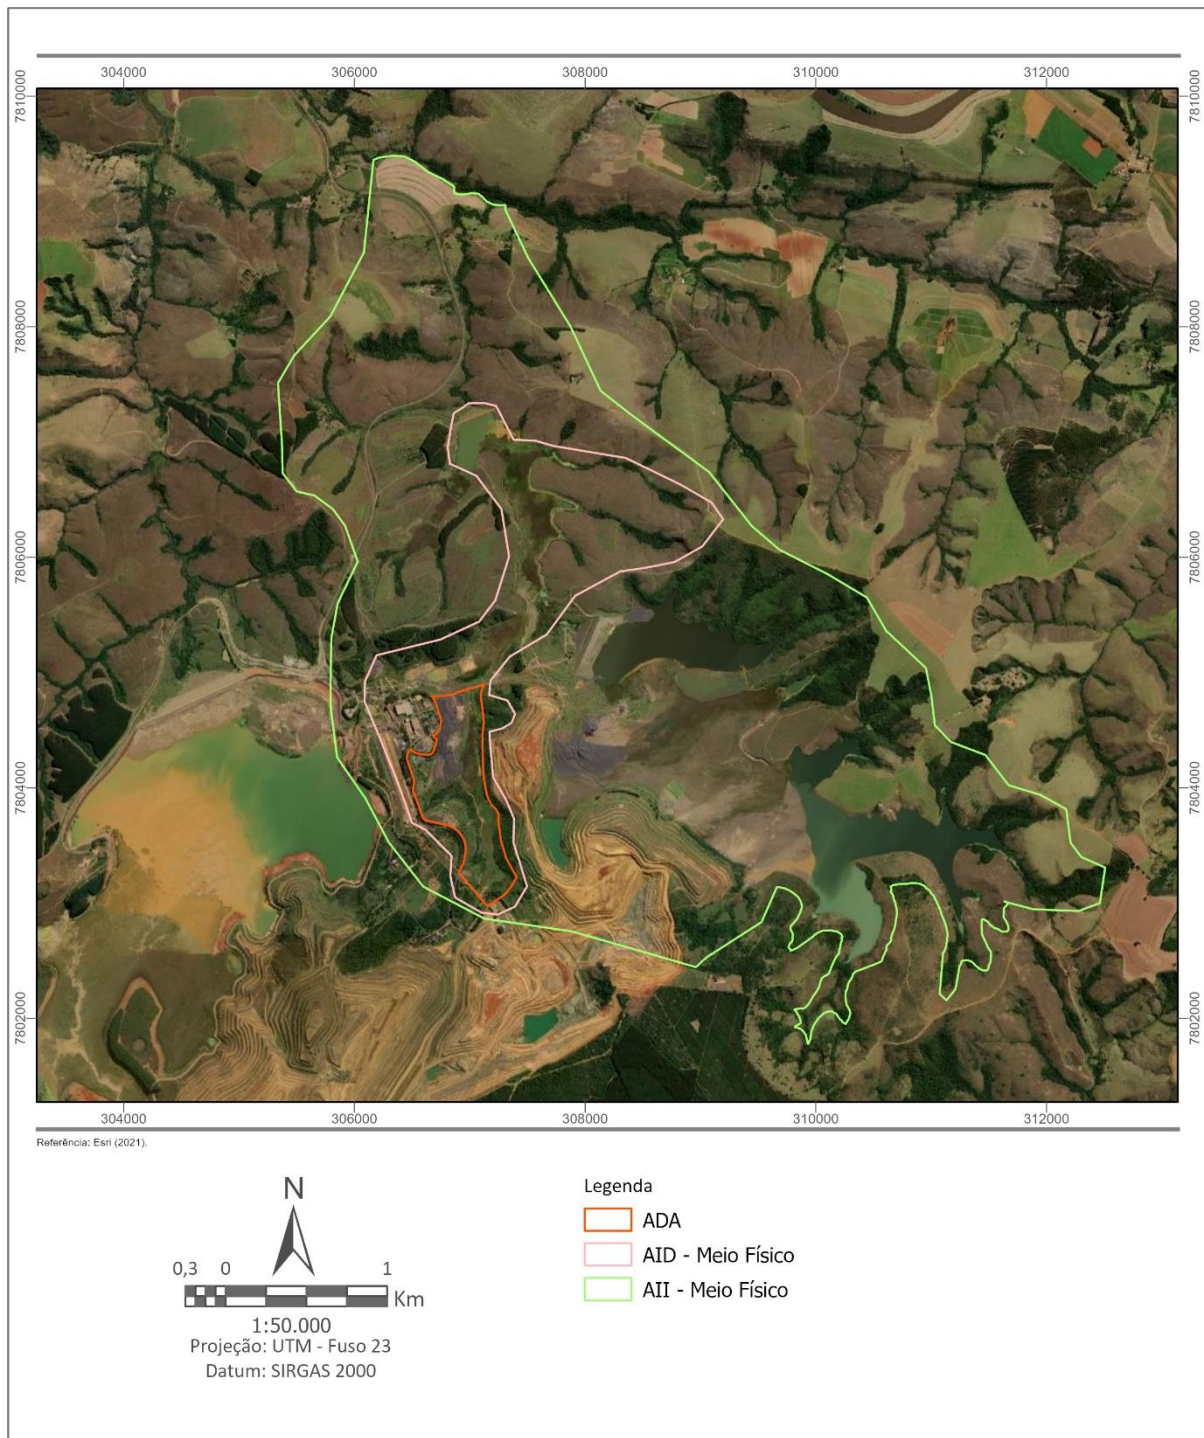 304000 306000 308000 310000 312000
7810000 7810000
7808000 7808000
7806000 7806000
7804000 7804000
7802000 7802000
304000 306000 308000 310000 312000
Referência: Esri (2021).
N
0,3 0 1
Km
1:50.000
Projeção: UTM - Fuso 23
Datum: SIRGAS 2000
Legenda
ADA
AID - Meio Físico
AII - Meio Físico